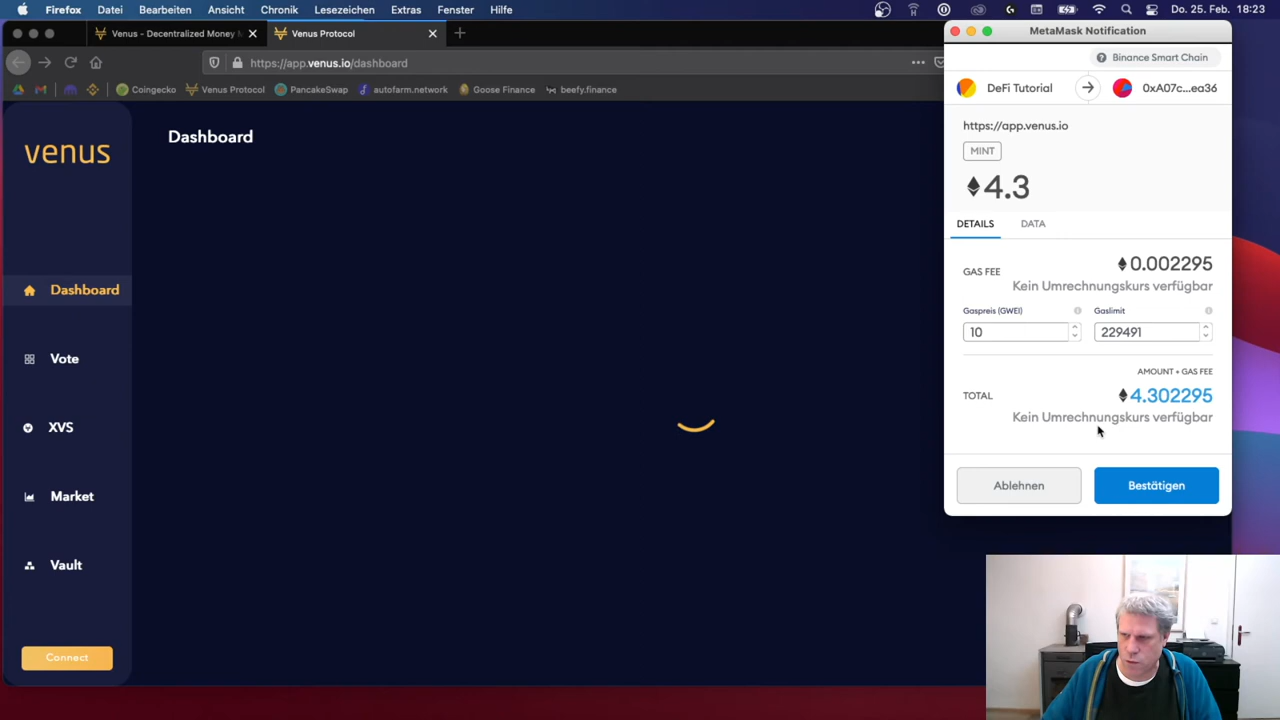 Firefox Datei Bearbeiten Ansicht Chronik Lesezeichen Extras Fenster Hilfe
Do. 25. Feb. 18:23
Venus - Decentralized Money M
Venus Protocol
https://app.venus.io/dashboard
Coingecko Venus Protocol PancakeSwap autofarm.network Goose Finance beefy.finance
venus
Dashboard
Dashboard
Vote
XVS
Market
Vault
Connect
MetaMask Notification
Binance Smart Chain
DeFi Tutorial
0xA07c...ea36
https://app.venus.io
MINT
4.3
DETAILS DATA
GAS FEE
0.002295
Kein Umrechnungskurs verfügbar
Gaspreis (GWEI) Gaslimit
10 229491
AMOUNT + GAS FEE
TOTAL 4.302295
Kein Umrechnungskurs verfügbar
Ablehnen Bestätigen